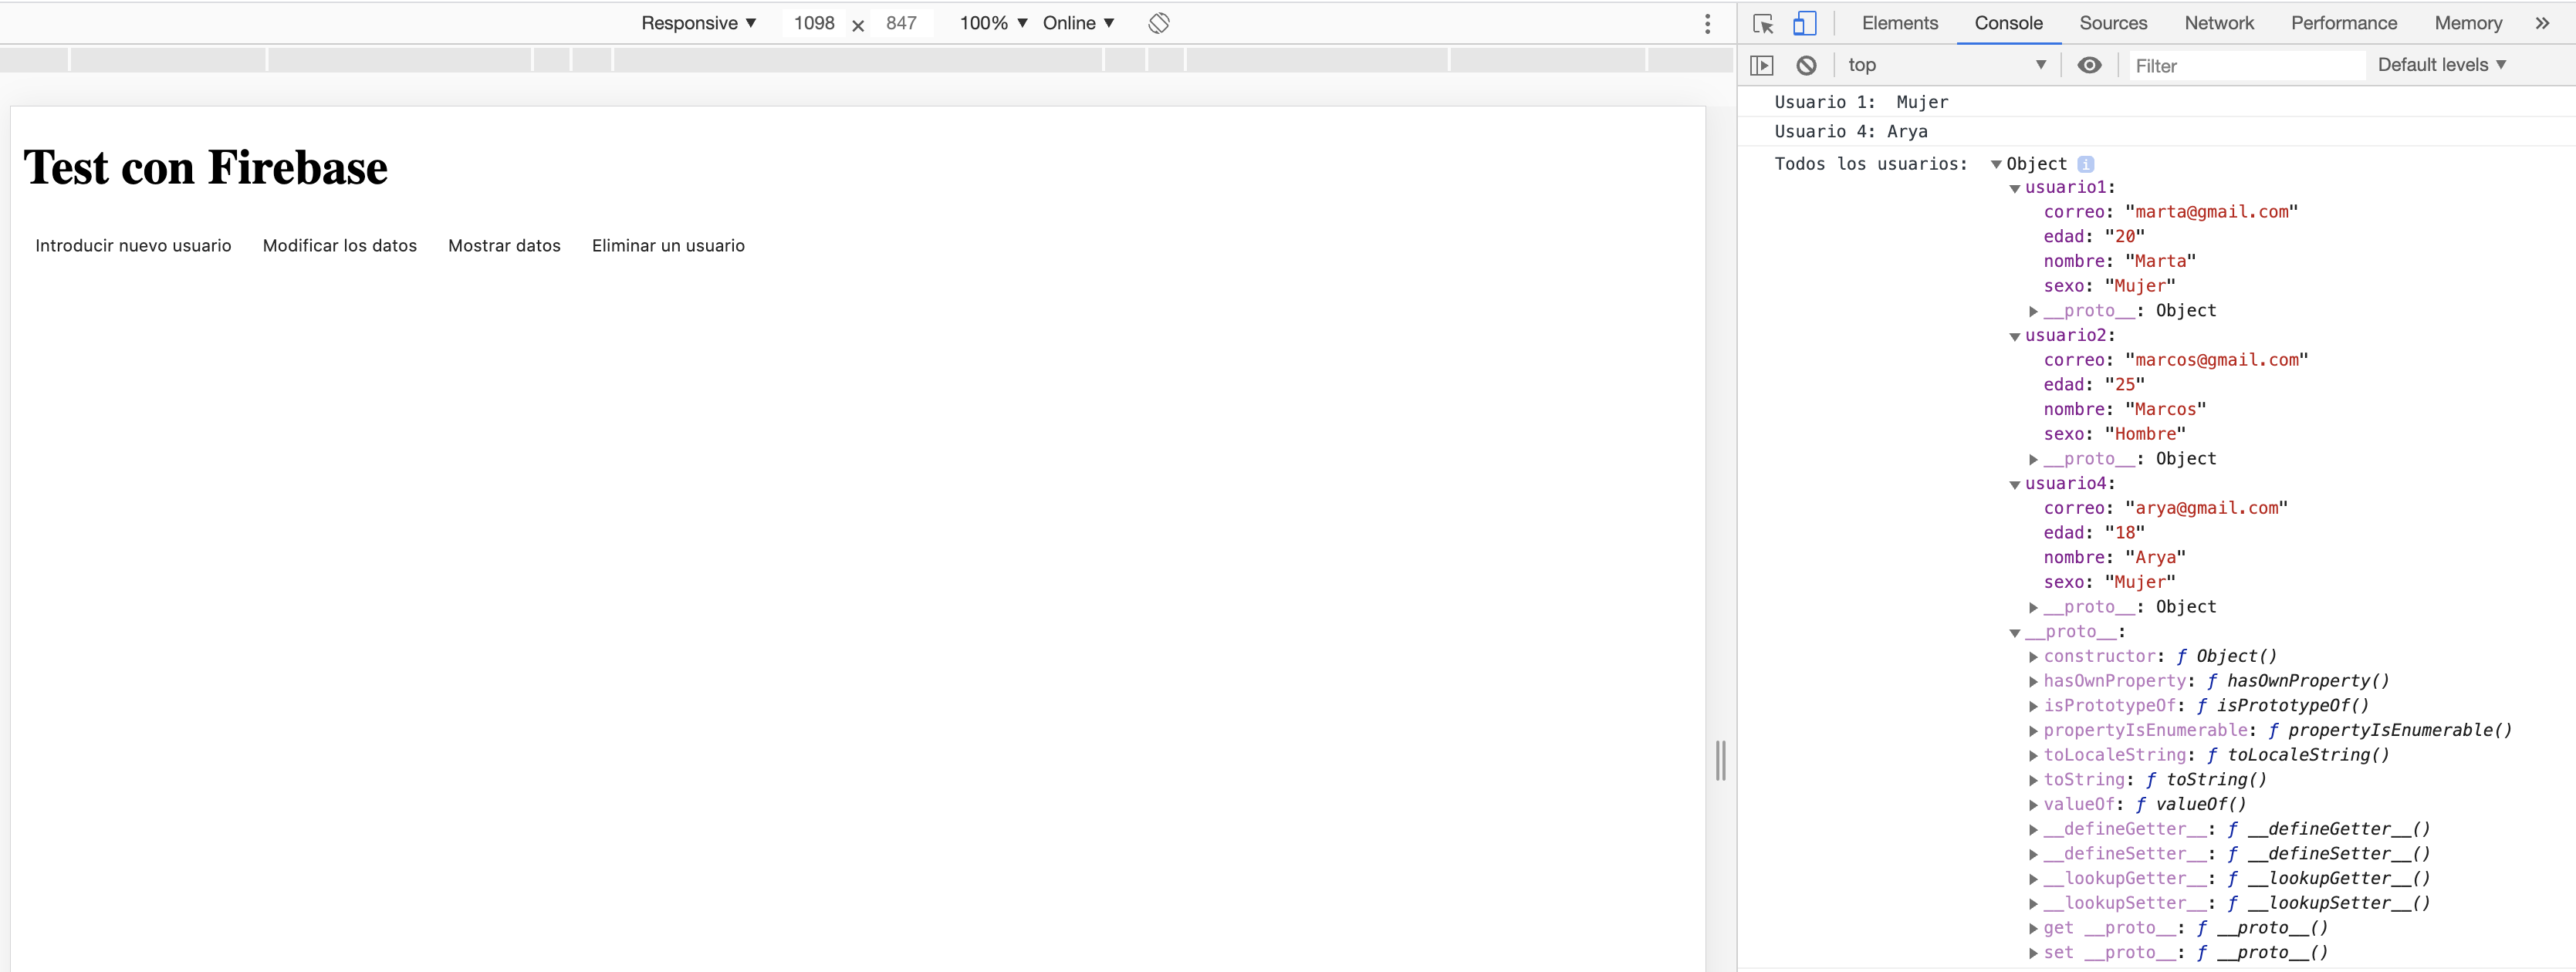 Responsive ▼ 1098 × 847 100% ▼ Online ▼
Elements Console Sources Network Performance Memory »
top ▼ Filter Default levels ▼
Test con Firebase
Introducir nuevo usuario Modificar los datos Mostrar datos Eliminar un usuario
Usuario 1:  Mujer
Usuario 4: Arya
Todos los usuarios:  ▼Object i
▼usuario1:
correo: "marta@gmail.com"
edad: "20"
nombre: "Marta"
sexo: "Mujer"
▶__proto__: Object
▼usuario2:
correo: "marcos@gmail.com"
edad: "25"
nombre: "Marcos"
sexo: "Hombre"
▶__proto__: Object
▼usuario4:
correo: "arya@gmail.com"
edad: "18"
nombre: "Arya"
sexo: "Mujer"
▶__proto__: Object
▼__proto__:
▶constructor: ƒ Object()
▶hasOwnProperty: ƒ hasOwnProperty()
▶isPrototypeOf: ƒ isPrototypeOf()
▶propertyIsEnumerable: ƒ propertyIsEnumerable()
▶toLocaleString: ƒ toLocaleString()
▶toString: ƒ toString()
▶valueOf: ƒ valueOf()
▶__defineGetter__: ƒ __defineGetter__()
▶__defineSetter__: ƒ __defineSetter__()
▶__lookupGetter__: ƒ __lookupGetter__()
▶__lookupSetter__: ƒ __lookupSetter__()
▶get __proto__: ƒ __proto__()
▶set __proto__: ƒ __proto__()